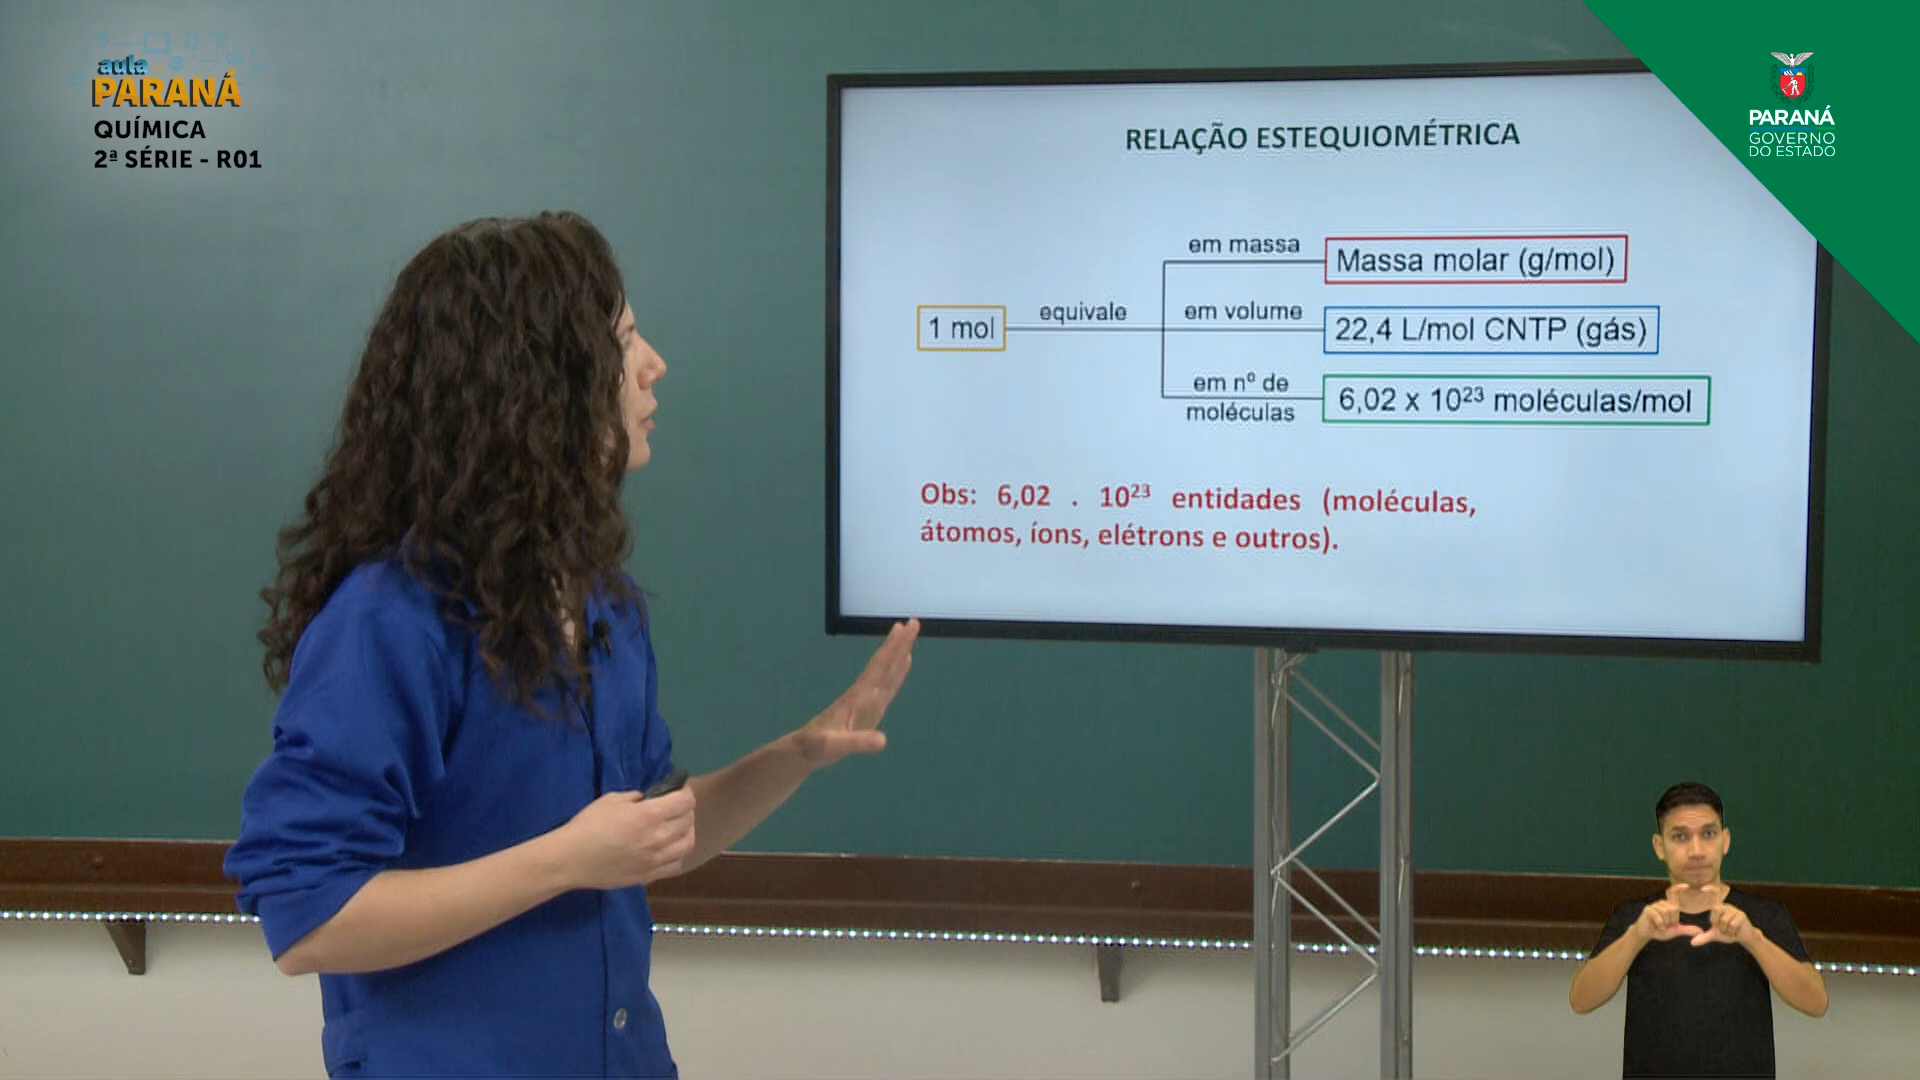 aula
PARANÁ
QUÍMICA
2ª SÉRIE - R01
PARANÁ
GOVERNO
DO ESTADO
RELAÇÃO ESTEQUIOMÉTRICA
1 mol
equivale
em massa
Massa molar (g/mol)
em volume
22,4 L/mol CNTP (gás)
em nº de
moléculas
6,02 x 10²³ moléculas/mol
Obs: 6,02 . 10²³ entidades (moléculas,
átomos, íons, elétrons e outros).